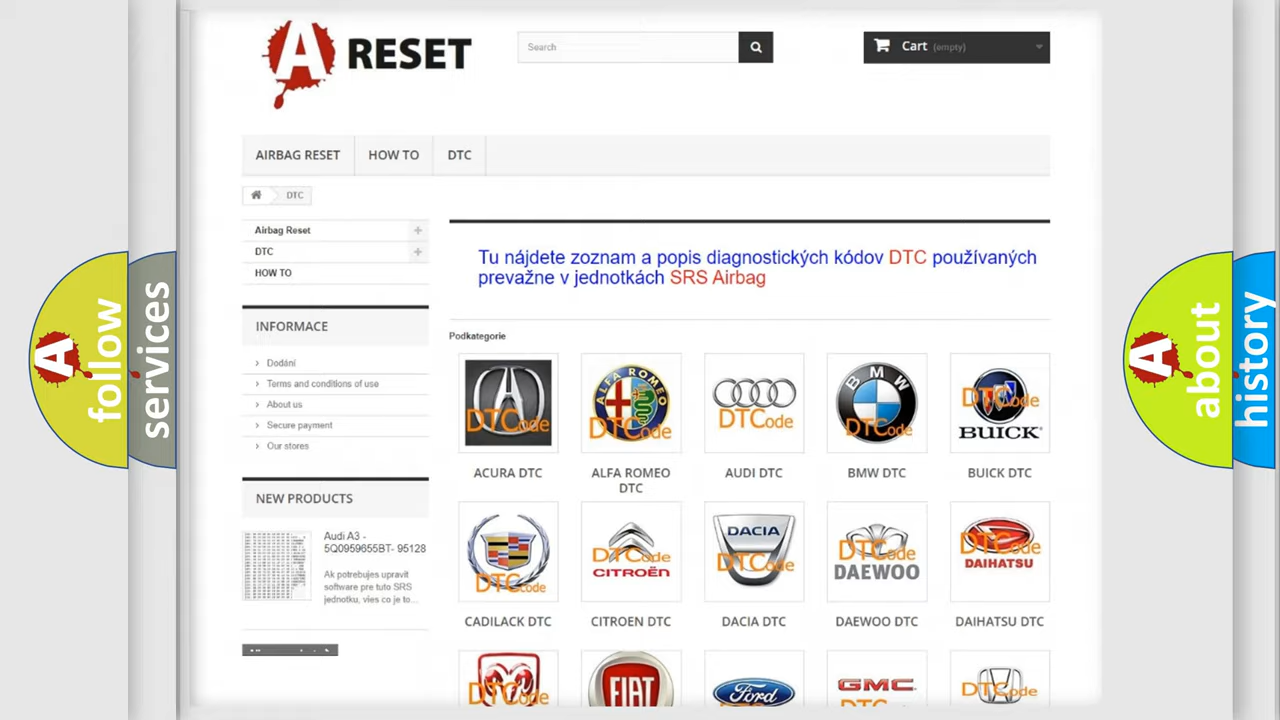 A RESET
Search
Cart (empty)
AIRBAG RESET
HOW TO
DTC
DTC
Airbag Reset
DTC
HOW TO
INFORMACE
Dodání
Terms and conditions of use
About us
Secure payment
Our stores
NEW PRODUCTS
Audi A3 -
5Q0959655BT- 95128
Ak potrebujes upravit
software pre tuto SRS
jednotku, vies co je to...
Tu nájdete zoznam a popis diagnostických kódov DTC používaných
prevažne v jednotkách SRS Airbag
Podkategorie
DTCode
ALFA ROMEO
DTCode
DTCode
BMW
DTCode
DTCode
BUICK
ACURA DTC
ALFA ROMEO
DTC
AUDI DTC
BMW DTC
BUICK DTC
DTCode
DTCode
CITROËN
DACIA
DTCode
DTCode
DAEWOO
DTCode
DAIHATSU
CADILACK DTC
CITROEN DTC
DACIA DTC
DAEWOO DTC
DAIHATSU DTC
DTCode
FIAT
Ford
GMC
DTCode
A follow
services
A about
history